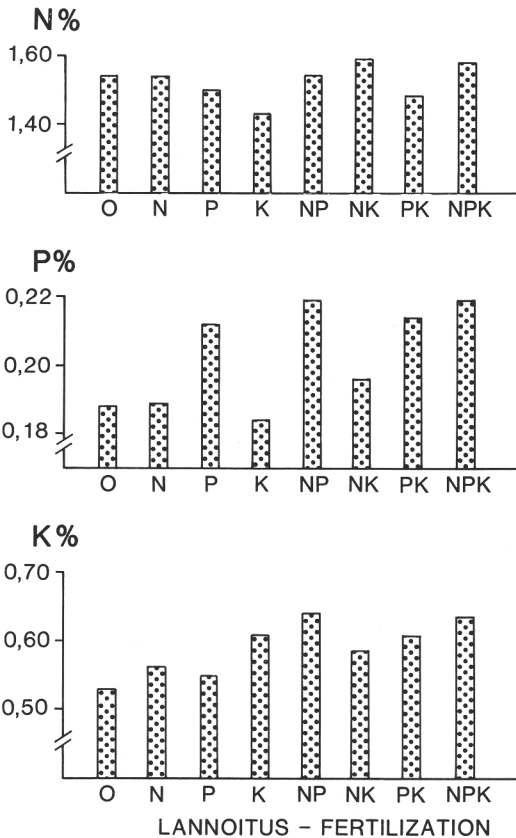 N%
1,60
1,40
O N P K NP NK PK NPK
P%
0,22
0,20
0,18
O N P K NP NK PK NPK
K%
0,70
0,60
0,50
O N P K NP NK PK NPK
LANNOITUS – FERTILIZATION